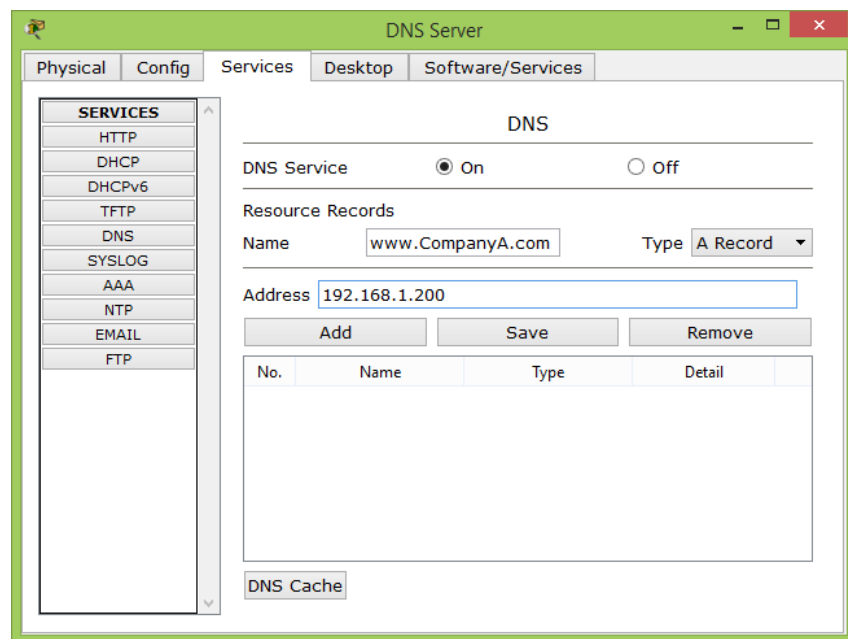 DNS Server
Physical Config Services Desktop Software/Services
SERVICES
HTTP
DHCP
DHCPv6
TFTP
DNS
SYSLOG
AAA
NTP
EMAIL
FTP
DNS
DNS Service On Off
Resource Records
Name www.CompanyA.com Type A Record
Address 192.168.1.200
Add Save Remove
No. Name Type Detail
DNS Cache